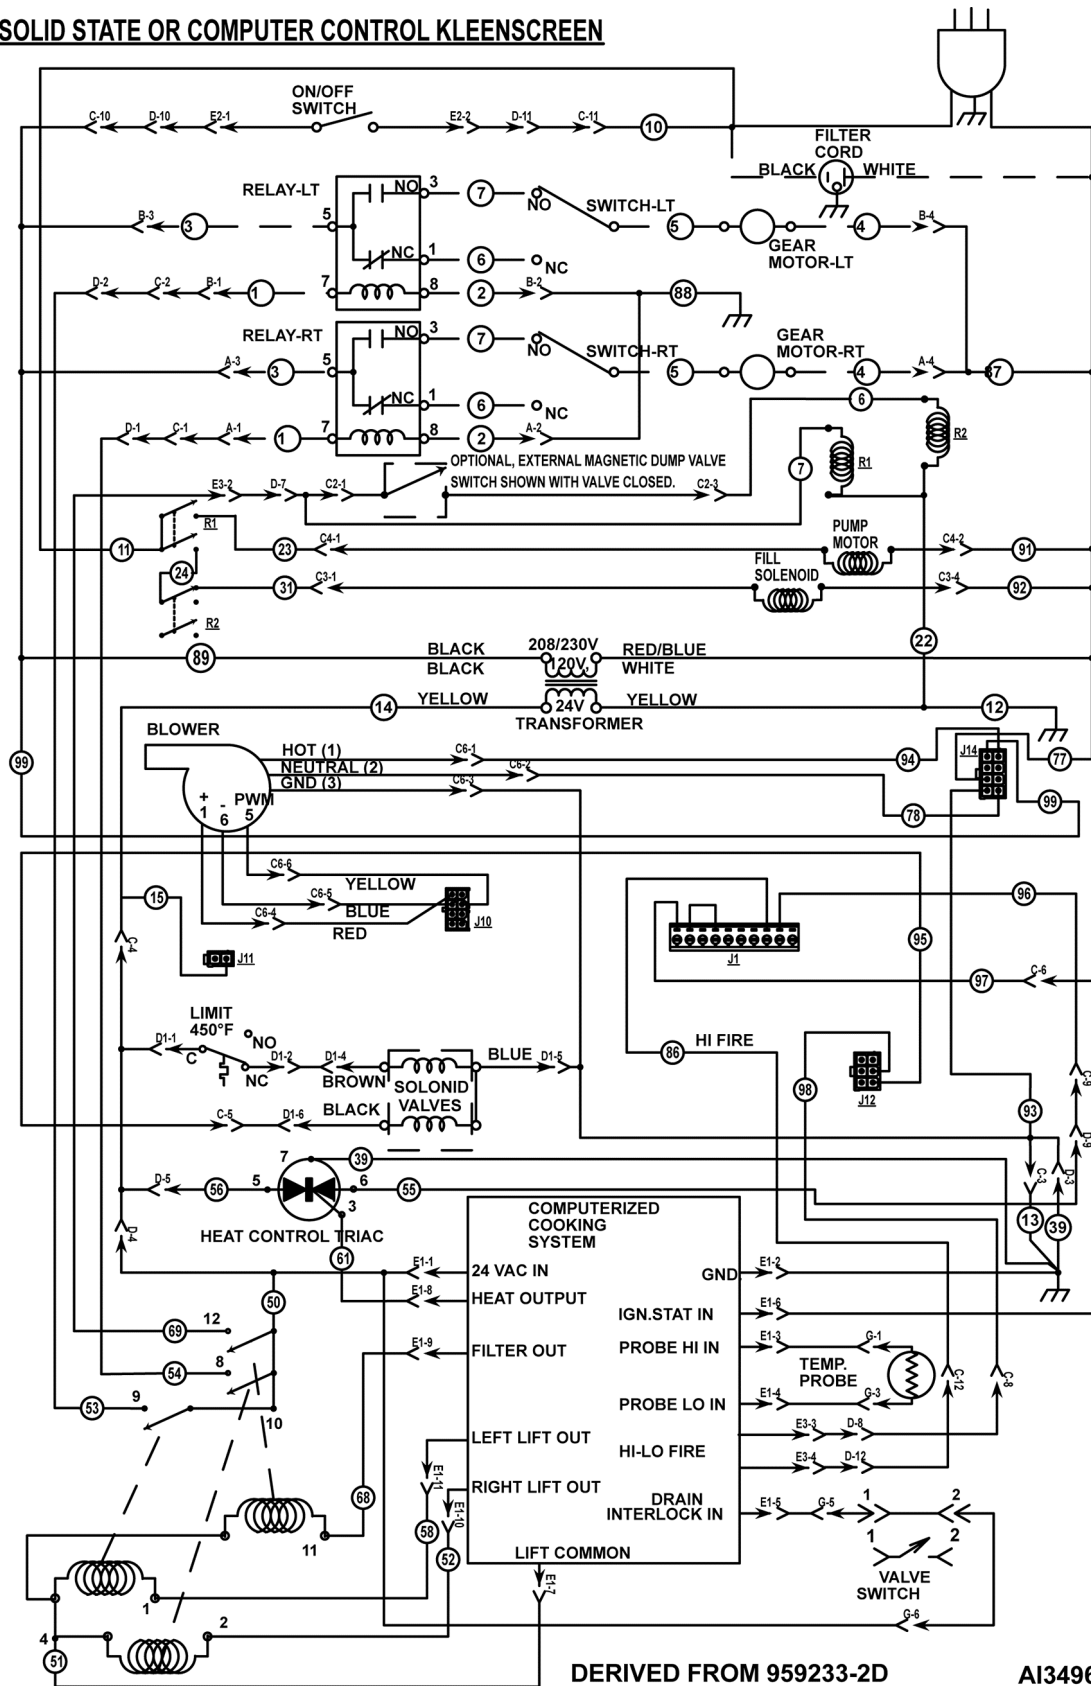 SOLID STATE OR COMPUTER CONTROL KLEENSCREEN
ON/OFF
SWITCH
C-10
D-10
E2-1
E2-2
D-11
C-11
10
FILTER
CORD
BLACK
WHITE
RELAY-LT
NO
3
7
NO
SWITCH-LT
B-3
3
5
5
GEAR
MOTOR-LT
4
B-4
NC
1
6
NC
D-2
C-2
B-1
1
7
8
2
B-2
88
RELAY-RT
NO
3
7
NO
SWITCH-RT
GEAR
MOTOR-RT
A-3
3
5
5
4
A-4
37
NC
1
6
NC
6
D-1
C-1
A-1
1
7
8
2
A-2
R2
OPTIONAL, EXTERNAL MAGNETIC DUMP VALVE
SWITCH SHOWN WITH VALVE CLOSED.
7
R1
E3-2
D-7
C2-1
C2-3
R1
PUMP
MOTOR
11
23
C4-1
C4-2
91
FILL
SOLENOID
24
31
C3-1
C3-4
92
R2
22
89
BLACK
BLACK
208/230V
120V,
RED/BLUE
WHITE
14
YELLOW
24V
YELLOW
12
TRANSFORMER
BLOWER
99
HOT (1)
NEUTRAL (2)
GND (3)
C6-1
C6-2
C6-3
94
J14
77
+
1
-
6
PWM
5
78
99
C6-6
YELLOW
C6-5
BLUE
C6-4
RED
J10
15
C-4
J11
96
95
J1
97
C-6
LIMIT
450°F
NO
D1-1
C
NC
D1-2
D1-4
BROWN
SOLONID
VALVES
BLUE
D1-5
BLACK
C-5
D1-6
HI FIRE
86
98
J12
C-9
93
D-9
7
39
D-5
56
5
6
55
3
C-3
D-3
HEAT CONTROL TRIAC
D-4
61
13
39
COMPUTERIZED
COOKING
SYSTEM
E1-1
24 VAC IN
GND
E1-2
50
E1-8
HEAT OUTPUT
IGN.STAT IN
E1-6
69
12
E1-9
FILTER OUT
PROBE HI IN
E1-3
G-1
TEMP.
PROBE
54
8
PROBE LO IN
E1-4
G-3
C-12
C-8
53
9
10
LEFT LIFT OUT
E1-11
HI-LO FIRE
E3-3
D-8
E3-4
D-12
68
RIGHT LIFT OUT
E1-10
DRAIN
INTERLOCK IN
E1-5
G-5
1
2
11
58
52
1
2
VALVE
SWITCH
LIFT COMMON
E1-7
1
2
4
51
G-6
DERIVED FROM 959233-2D
AI3496